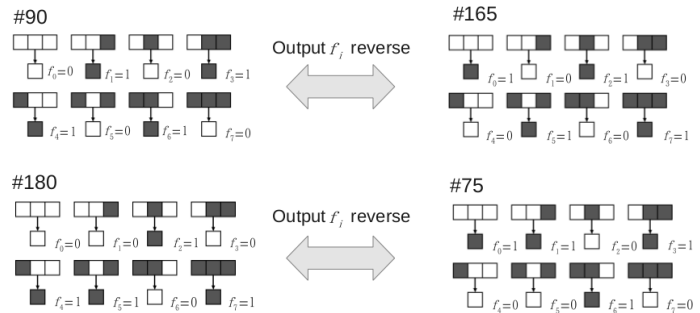 #90
f₀=0 f₁=1 f₂=0 f₃=1
f₄=1 f₅=0 f₆=1 f₇=0
Output fᵢ reverse
#165
f₀=1 f₁=0 f₂=1 f₃=0
f₄=0 f₅=1 f₆=0 f₇=1
#180
f₀=0 f₁=0 f₂=1 f₃=0
f₄=1 f₅=1 f₆=0 f₇=1
Output fᵢ reverse
#75
f₀=1 f₁=1 f₂=0 f₃=1
f₄=0 f₅=0 f₆=1 f₇=0